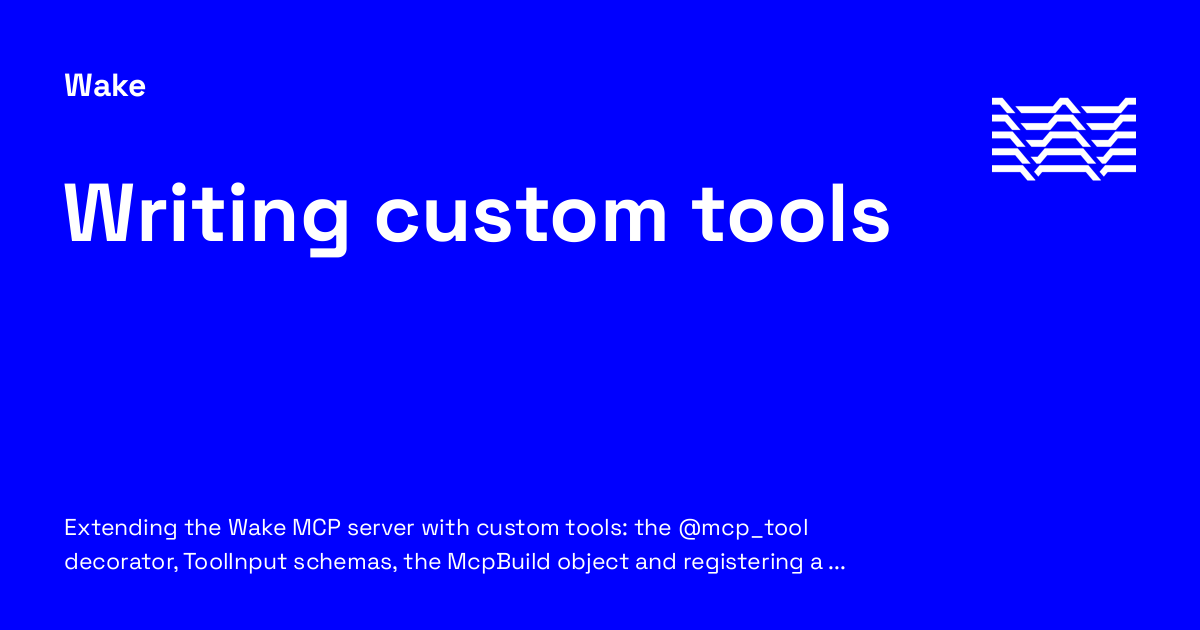 Wake
Writing custom tools
Extending the Wake MCP server with custom tools: the @mcp_tool
decorator, ToolInput schemas, the McpBuild object and registering a ...